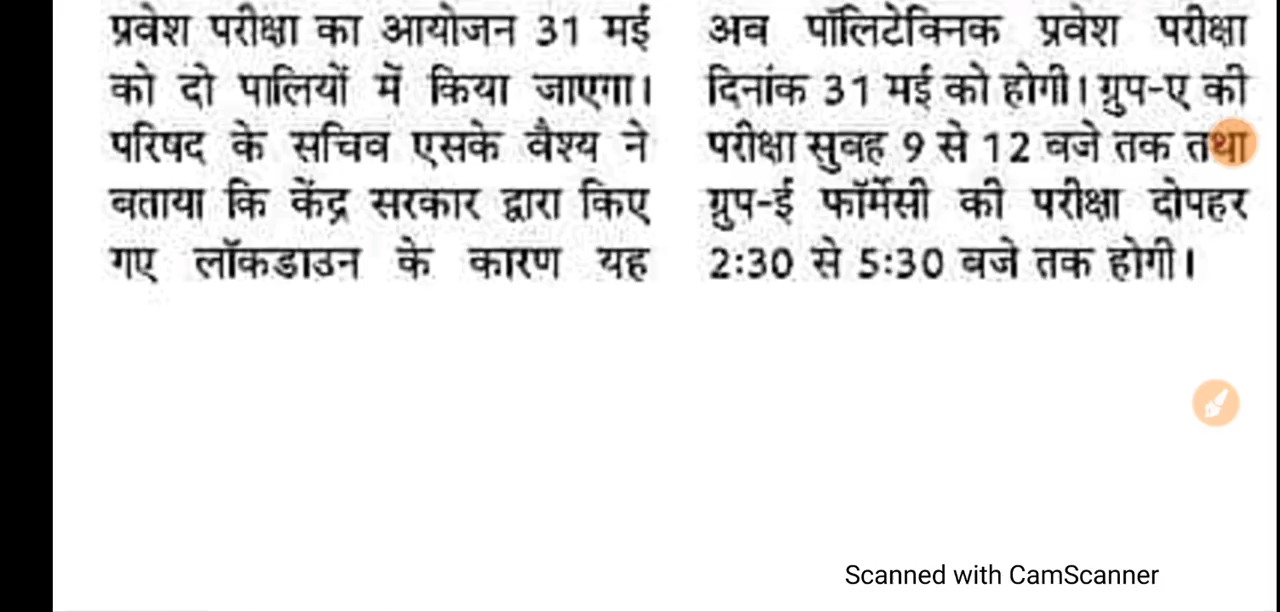 प्रवेश परीक्षा का आयोजन 31 मई
को दो पालियों में किया जाएगा।
परिषद के सचिव एसके वैश्य ने
बताया कि केंद्र सरकार द्वारा किए
गए लॉकडाउन के कारण यह
अब पॉलिटेक्निक प्रवेश परीक्षा
दिनांक 31 मई को होगी। ग्रुप-ए की
परीक्षा सुबह 9 से 12 बजे तक तथा
ग्रुप-ई फॉर्मेसी की परीक्षा दोपहर
2:30 से 5:30 बजे तक होगी।
Scanned with CamScanner